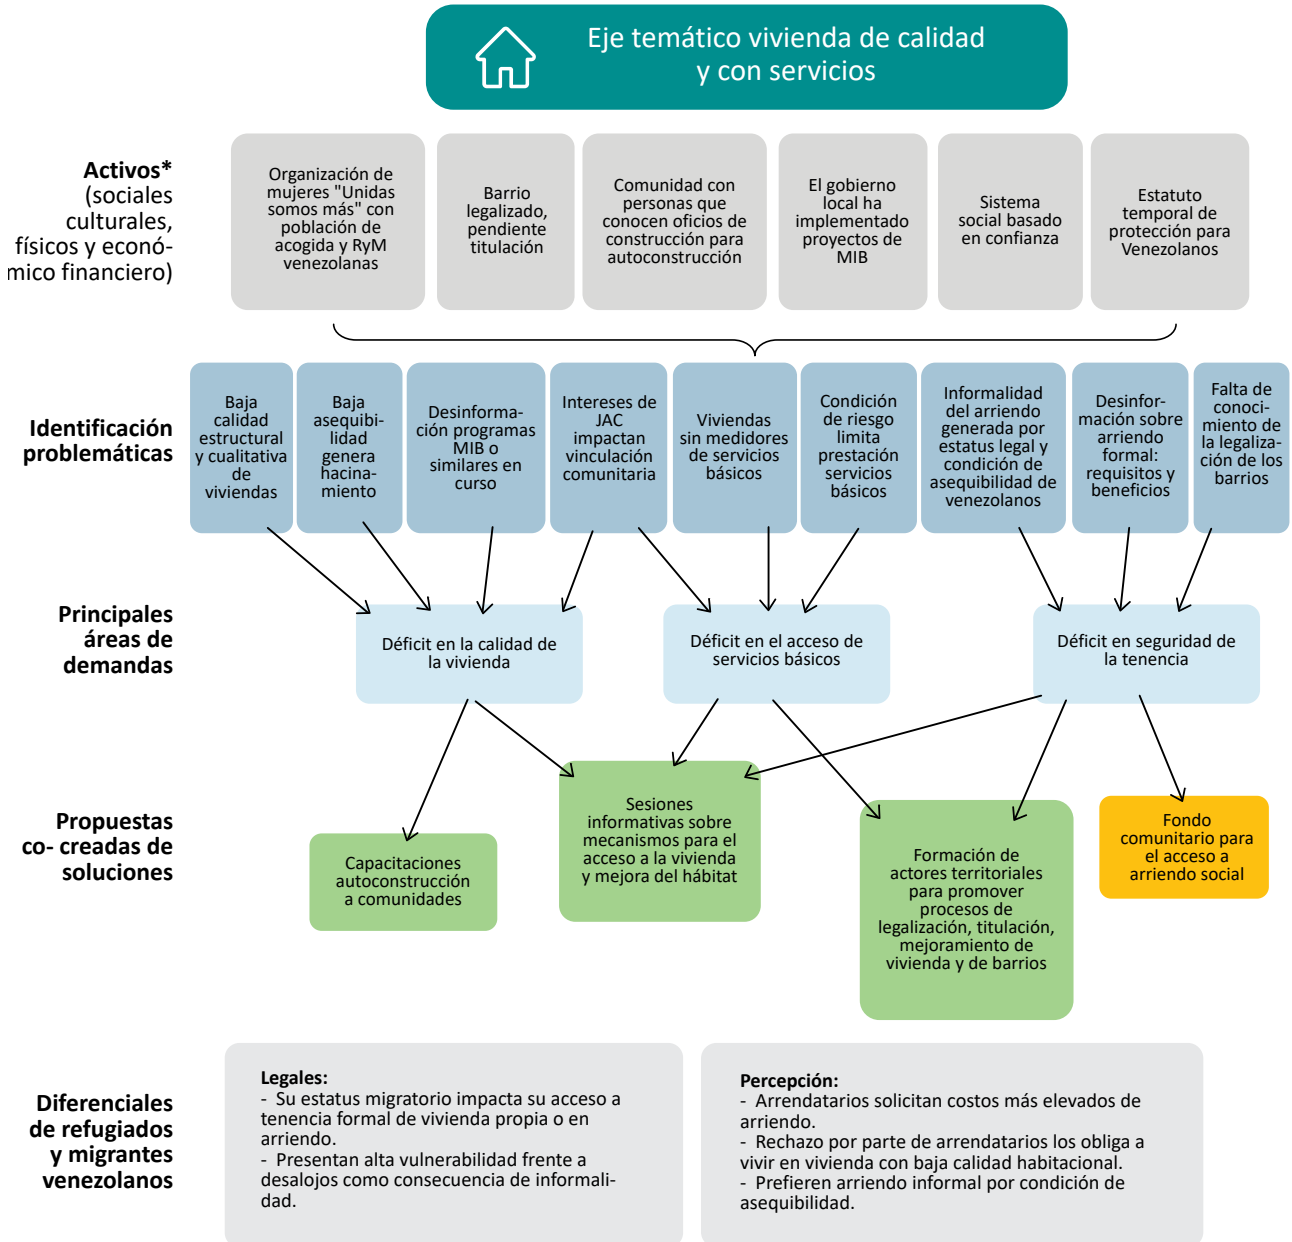 Eje temático vivienda de calidad
y con servicios
Activos*
(sociales
culturales,
físicos y econó-
mico financiero)
Organización de
mujeres "Unidas
somos más" con
población de
acogida y RyM
venezolanas
Barrio
legalizado,
pendiente
titulación
Comunidad con
personas que
conocen oficios de
construcción para
autoconstrucción
El gobierno
local ha
implementado
proyectos de
MIB
Sistema
social basado
en confianza
Estatuto
temporal de
protección para
Venezolanos
Identificación
problemáticas
Baja
calidad
estructural
y cualitativa
de
viviendas
Baja
asequibi-
lidad
genera
hacina-
miento
Desinforma-
ción programas
MIB o
similares en
curso
Intereses de
JAC
impactan
vinculación
comunitaria
Viviendas
sin medidores
de servicios
básicos
Condición
de riesgo
limita
prestación
servicios
básicos
Informalidad
del arriendo
generada por
estatus legal y
condición de
asequibilidad de
venezolanos
Desinfor-
mación sobre
arriendo
formal:
requisitos y
beneficios
Falta de
conoci-
miento de
la legaliza-
ción de los
barrios
Principales
áreas de
demandas
Déficit en la calidad de
la vivienda
Déficit en el acceso de
servicios básicos
Déficit en seguridad de
la tenencia
Propuestas
co- creadas de
soluciones
Capacitaciones
autoconstrucción
a comunidades
Sesiones
informativas sobre
mecanismos para el
acceso a la vivienda
y mejora del hábitat
Formación de
actores territoriales
para promover
procesos de
legalización, titulación,
mejoramiento de
vivienda y de barrios
Fondo
comunitario para
el acceso a
arriendo social
Diferenciales
de refugiados
y migrantes
venezolanos
Legales:
- Su estatus migratorio impacta su acceso a
tenencia formal de vivienda propia o en
arriendo.
- Presentan alta vulnerabilidad frente a
desalojos como consecuencia de informali-
dad.
Percepción:
- Arrendatarios solicitan costos más elevados de
arriendo.
- Rechazo por parte de arrendatarios los obliga a
vivir en vivienda con baja calidad habitacional.
- Prefieren arriendo informal por condición de
asequibilidad.